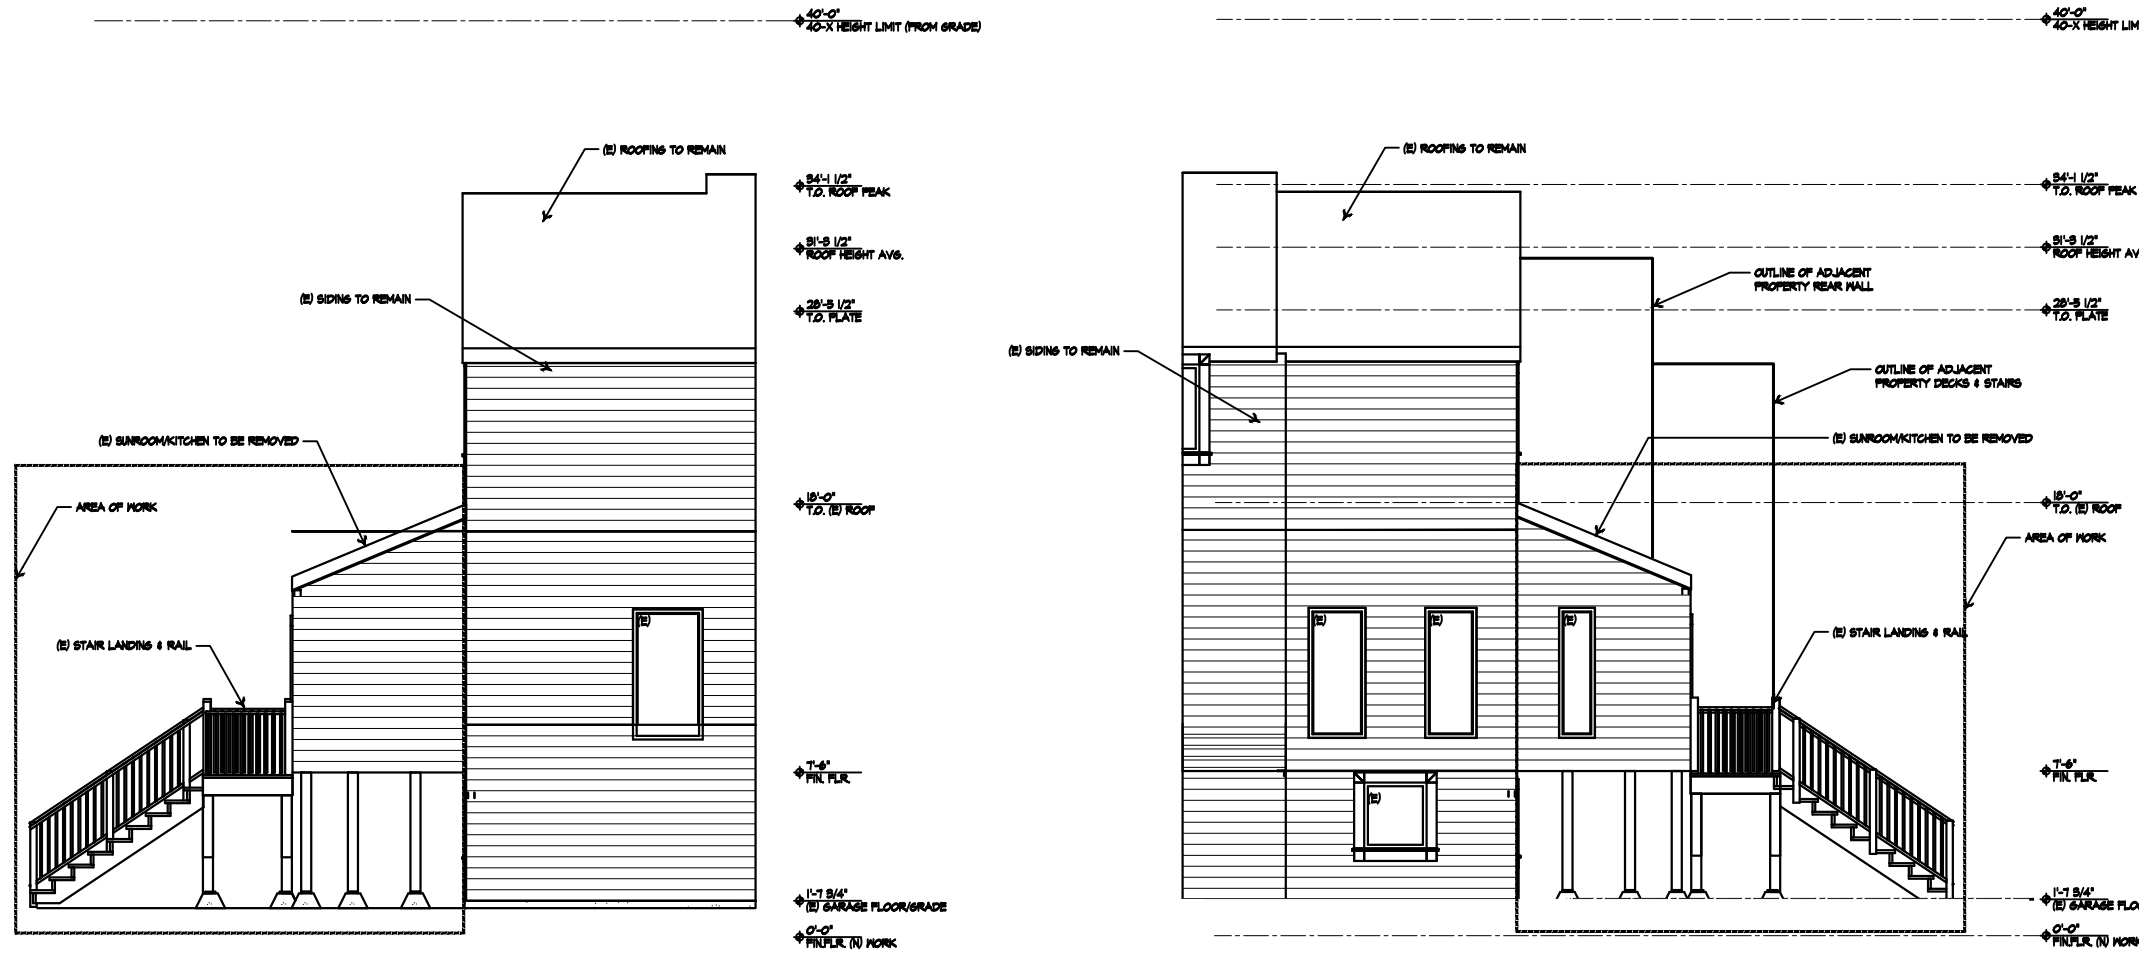 40'-0"
40-X HEIGHT LIMIT (FROM GRADE)
(E) ROOFING TO REMAIN
34'-1 1/2"
T.O. ROOF PEAK
31'-3 1/2"
ROOF HEIGHT AVG.
(E) SIDING TO REMAIN
28'-5 1/2"
T.O. PLATE
(E) SUNROOM/KITCHEN TO BE REMOVED
AREA OF WORK
18'-0"
T.O. (E) ROOF
(E)
(E) STAIR LANDING & RAIL
7'-6"
FIN. FLR.
1'-7 3/4"
(E) GARAGE FLOOR/GRADE
0'-0"
FIN.FLR. (N) WORK
40'-0"
40-X HEIGHT LIM
(E) ROOFING TO REMAIN
34'-1 1/2"
T.O. ROOF PEAK
31'-3 1/2"
ROOF HEIGHT AV
OUTLINE OF ADJACENT
PROPERTY REAR WALL
28'-5 1/2"
T.O. PLATE
(E) SIDING TO REMAIN
OUTLINE OF ADJACENT
PROPERTY DECKS & STAIRS
(E) SUNROOM/KITCHEN TO BE REMOVED
18'-0"
T.O. (E) ROOF
AREA OF WORK
(E)
(E)
(E)
(E) STAIR LANDING & RAIL
7'-6"
FIN. FLR.
(E)
1'-7 3/4"
(E) GARAGE FLO
0'-0"
FIN.FLR. (N) WORK